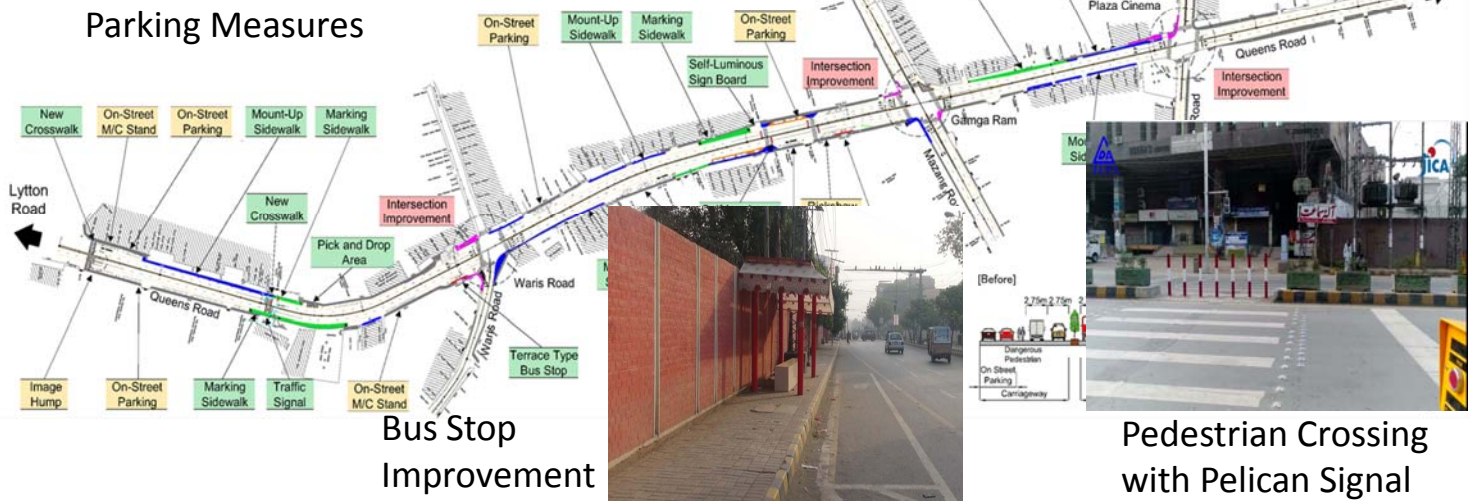 Parking Measures
On-Street
Parking
Mount-Up
Sidewalk
Marking
Sidewalk
On-Street
Parking
Plaza Cinema
Queens Road
Self-Luminous
Sign Board
Intersection
Improvement
Intersection
Improvement
Road
New
Crosswalk
On-Street
M/C Stand
On-Street
Parking
Mount-Up
Sidewalk
Marking
Sidewalk
Gamga Ram
Mazang
Lytton
Road
New
Crosswalk
Intersection
Improvement
Pick and Drop
Area
JICA
Waris Road
Queens Road
Waris Road
[Before]
2.75m 2.75m
Terrace Type
Bus Stop
Dangerous
Pedestrian
On Street
Parking
Carriageway
Image
Hump
On-Street
Parking
Marking
Sidewalk
Traffic
Signal
On-Street
M/C Stand
Bus Stop
Improvement
Pedestrian Crossing
with Pelican Signal